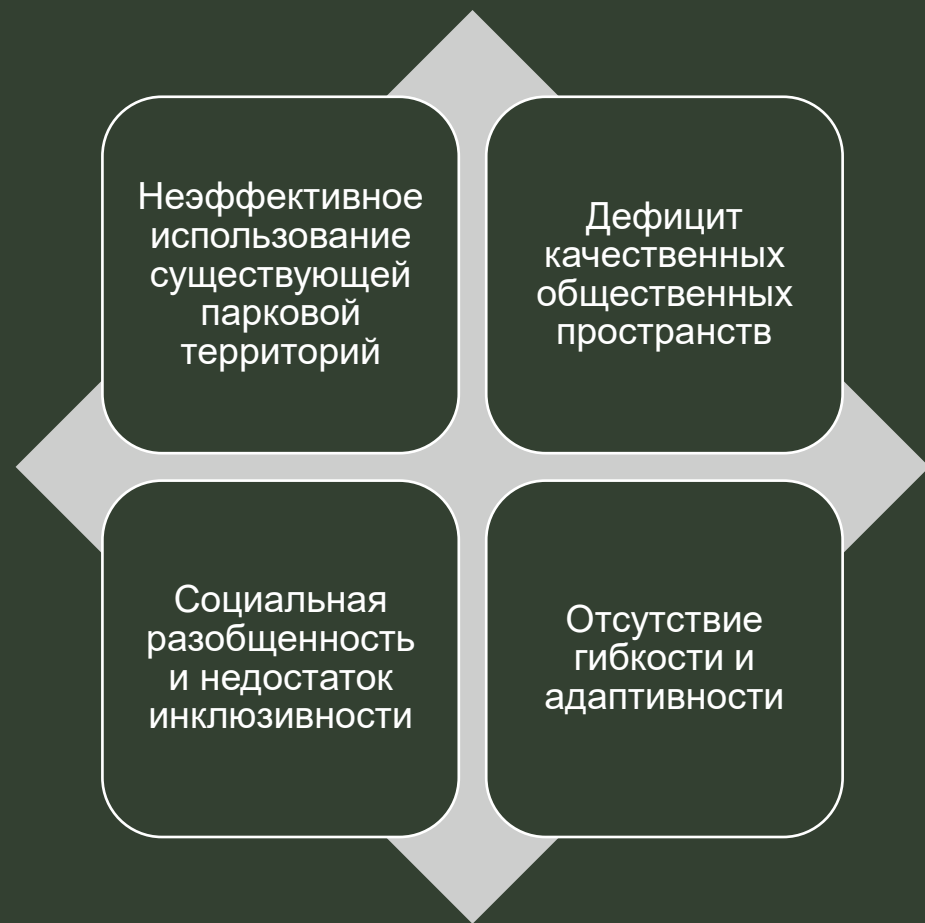 Неэффективное
использование
существующей
парковой
территорий
Дефицит
качественных
общественных
пространств
Социальная
разобщенность
и недостаток
инклюзивности
Отсутствие
гибкости и
адаптивности